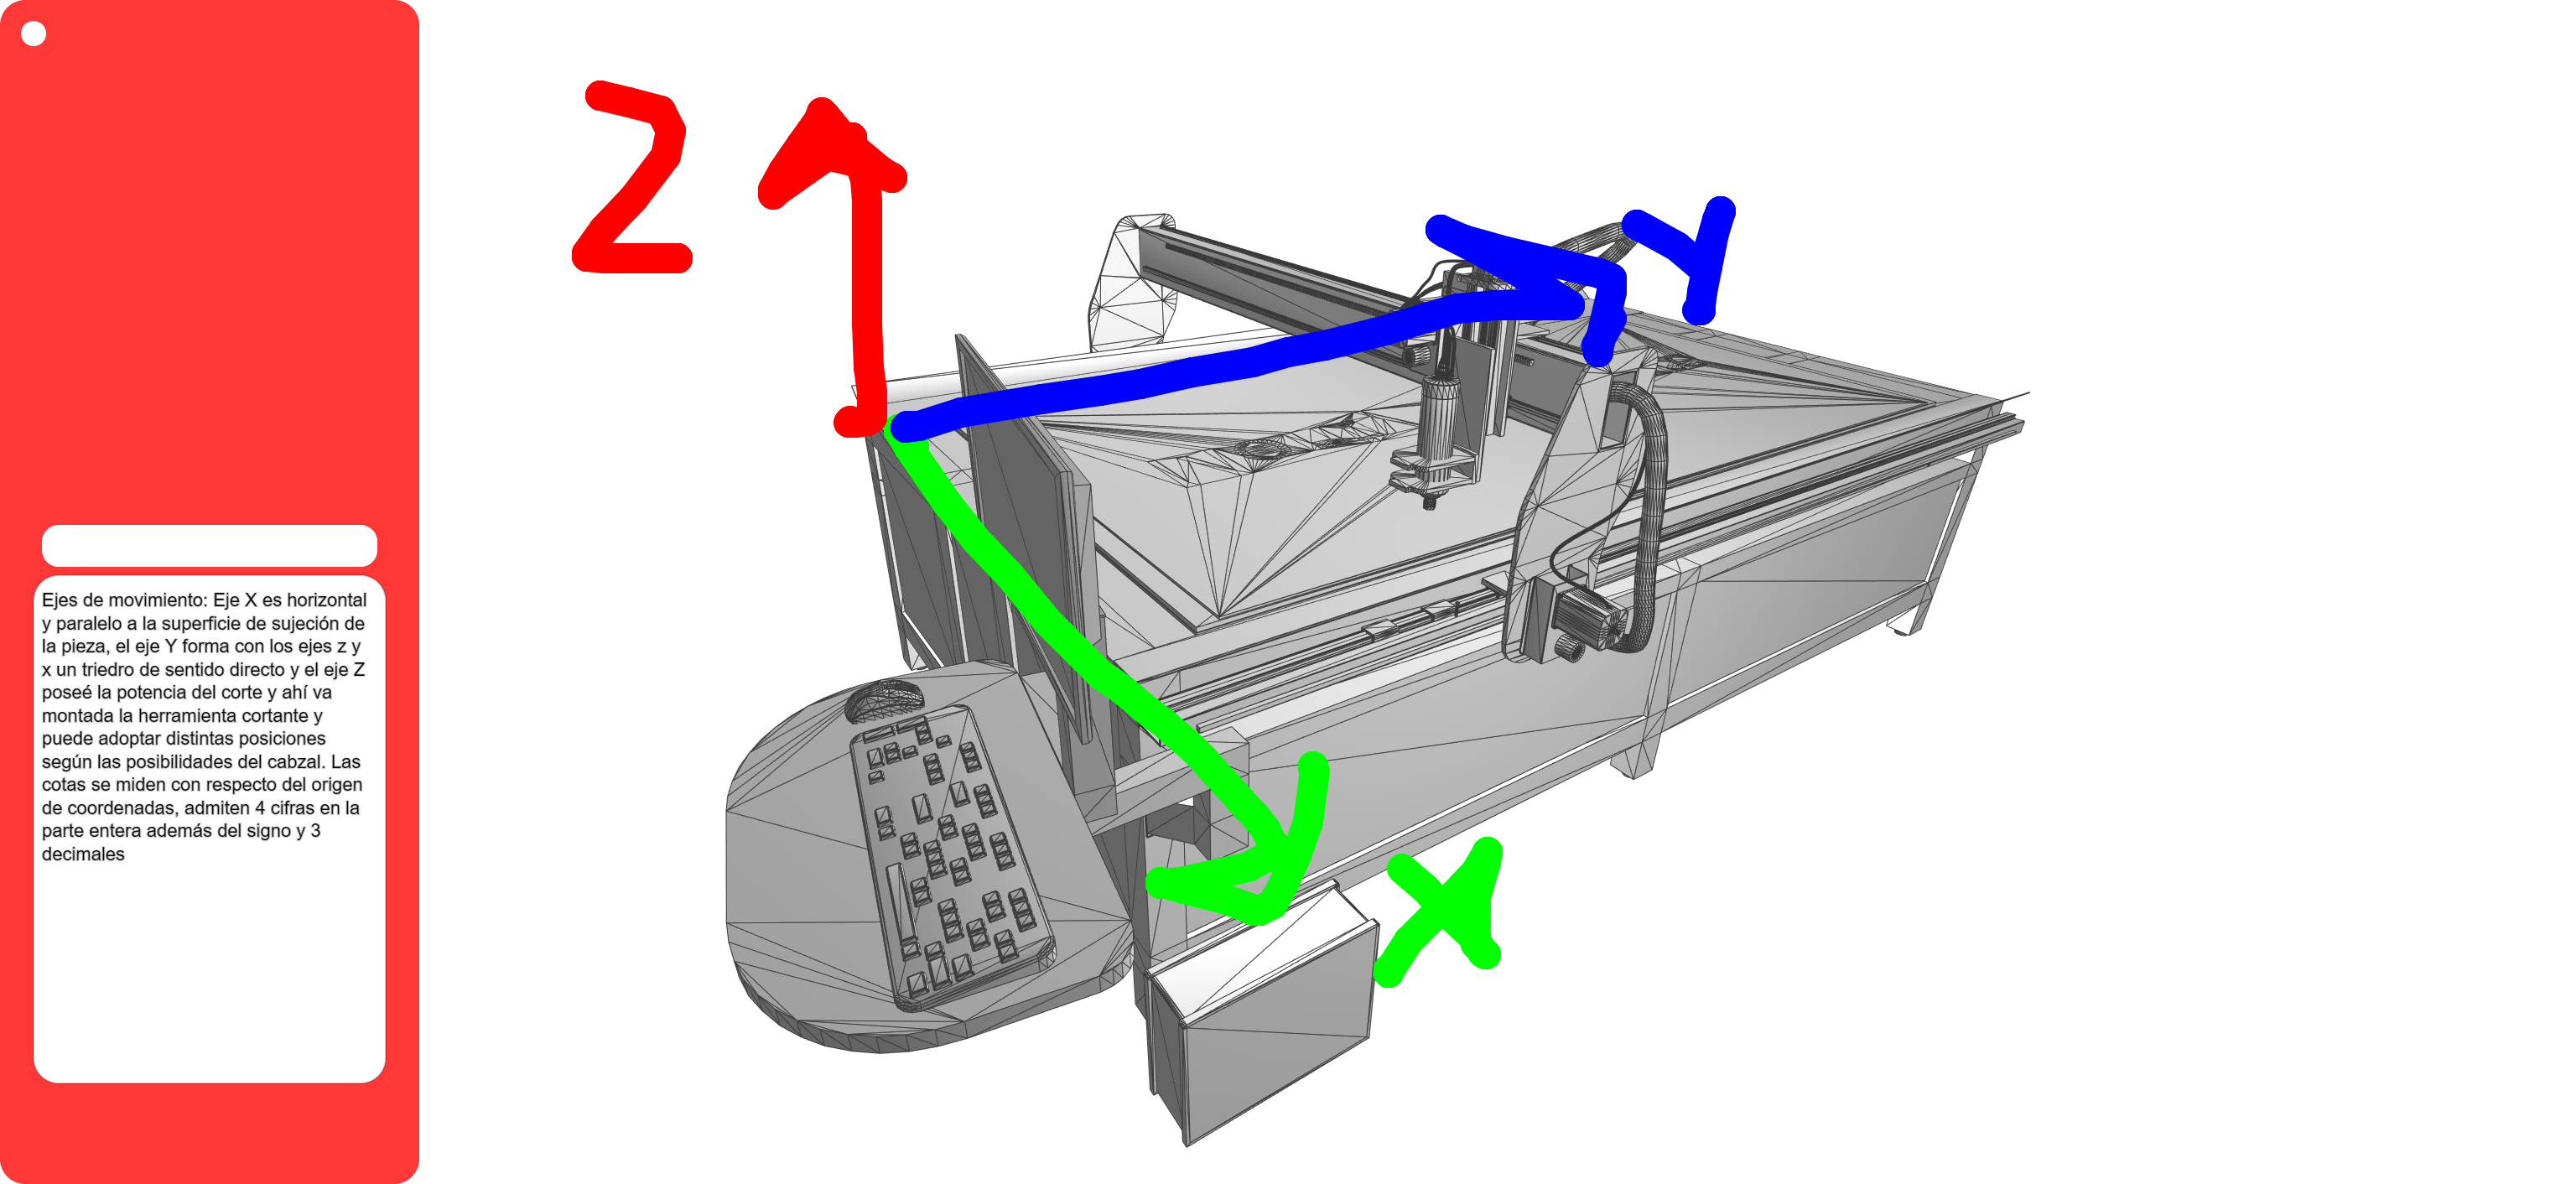 Z
Y
Ejes de movimiento: Eje X es horizontal
y paralelo a la superficie de sujeción de
la pieza, el eje Y forma con los ejes z y
x un triedro de sentido directo y el eje Z
poseé la potencia del corte y ahí va
montada la herramienta cortante y
puede adoptar distintas posiciones
según las posibilidades del cabzal. Las
cotas se miden con respecto del origen
de coordenadas, admiten 4 cifras en la
parte entera además del signo y 3
decimales
X